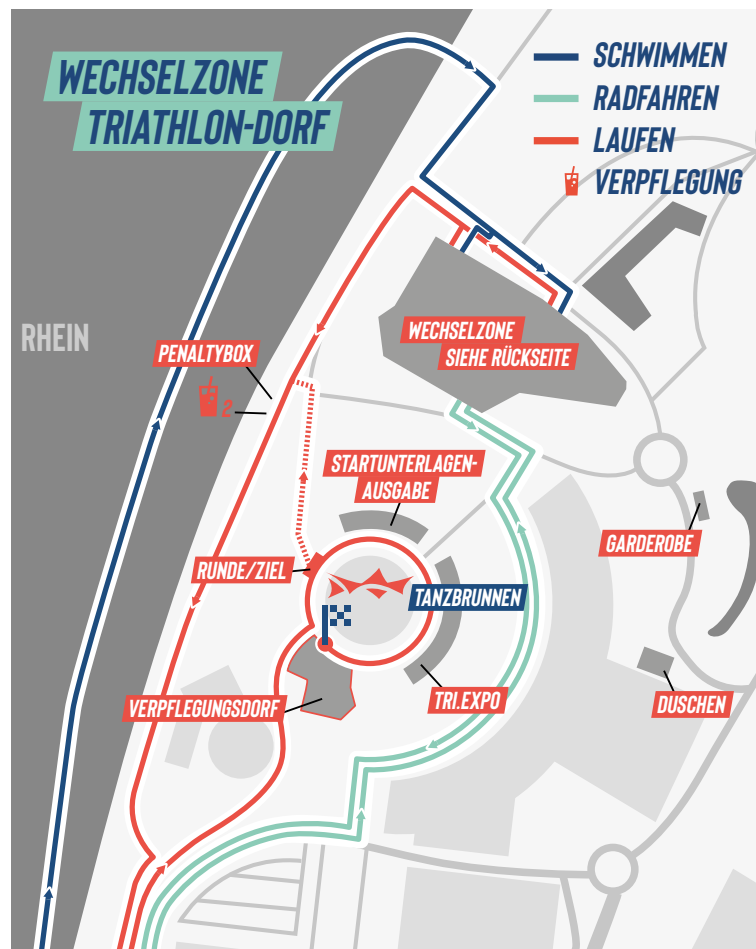 WECHSELZONE
TRIATHLON-DORF
SCHWIMMEN
RADFAHREN
LAUFEN
VERPFLEGUNG
RHEIN
WECHSELZONE
SIEHE RÜCKSEITE
PENALTYBOX
2
STARTUNTERLAGEN-
AUSGABE
GARDEROBE
RUNDE/ZIEL
TANZBRUNNEN
VERPFLEGUNGSDORF
TRI.EXPO
DUSCHEN